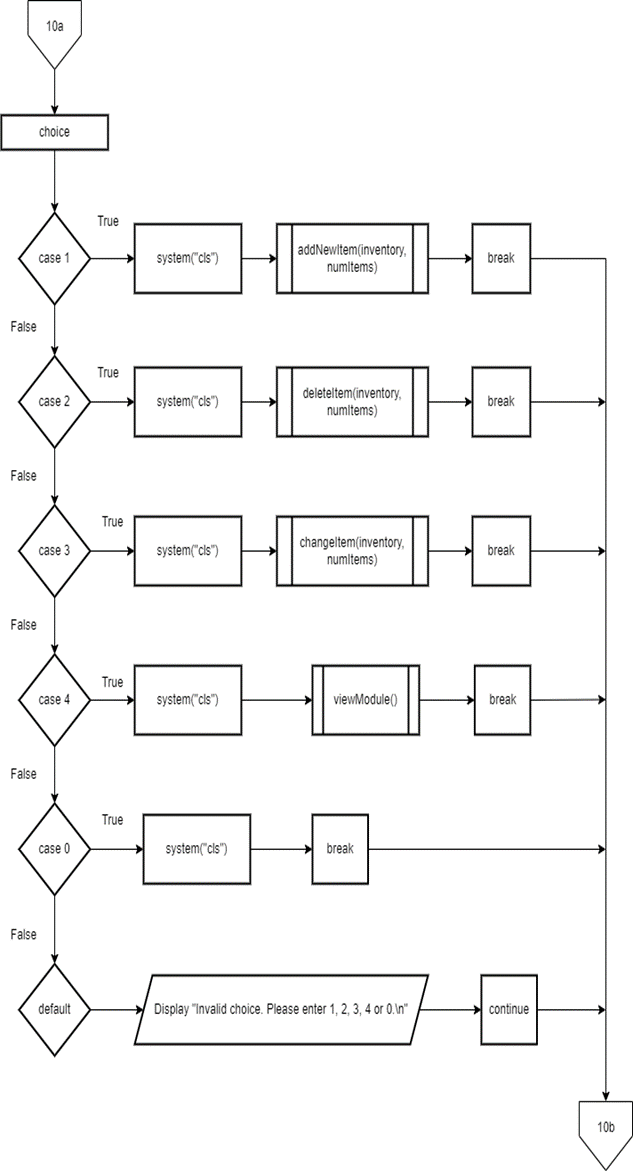 10a
choice
True
case 1
system("cls")
addNewItem(inventory,
numItems)
break
False
True
case 2
system("cls")
deleteItem(inventory,
numItems)
break
False
True
case 3
system("cls")
changeItem(inventory,
numItems)
break
False
True
case 4
system("cls")
viewModule()
break
False
True
case 0
system("cls")
break
False
default
Display "Invalid choice. Please enter 1, 2, 3, 4 or 0.\n"
continue
10b